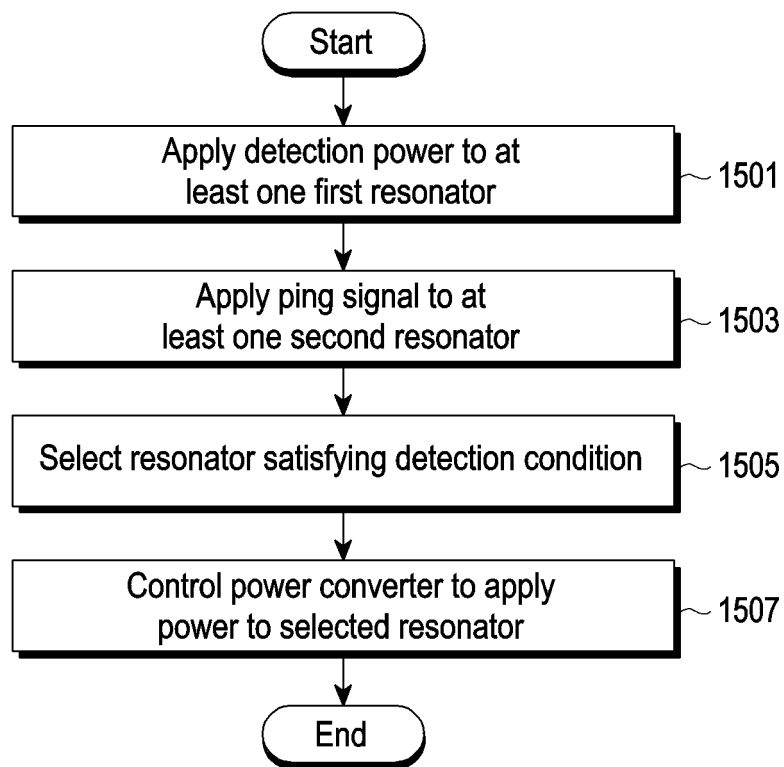 Start
Apply detection power to at
least one first resonator
1501
Apply ping signal to at
least one second resonator
1503
Select resonator satisfying detection condition
1505
Control power converter to apply
power to selected resonator
1507
End